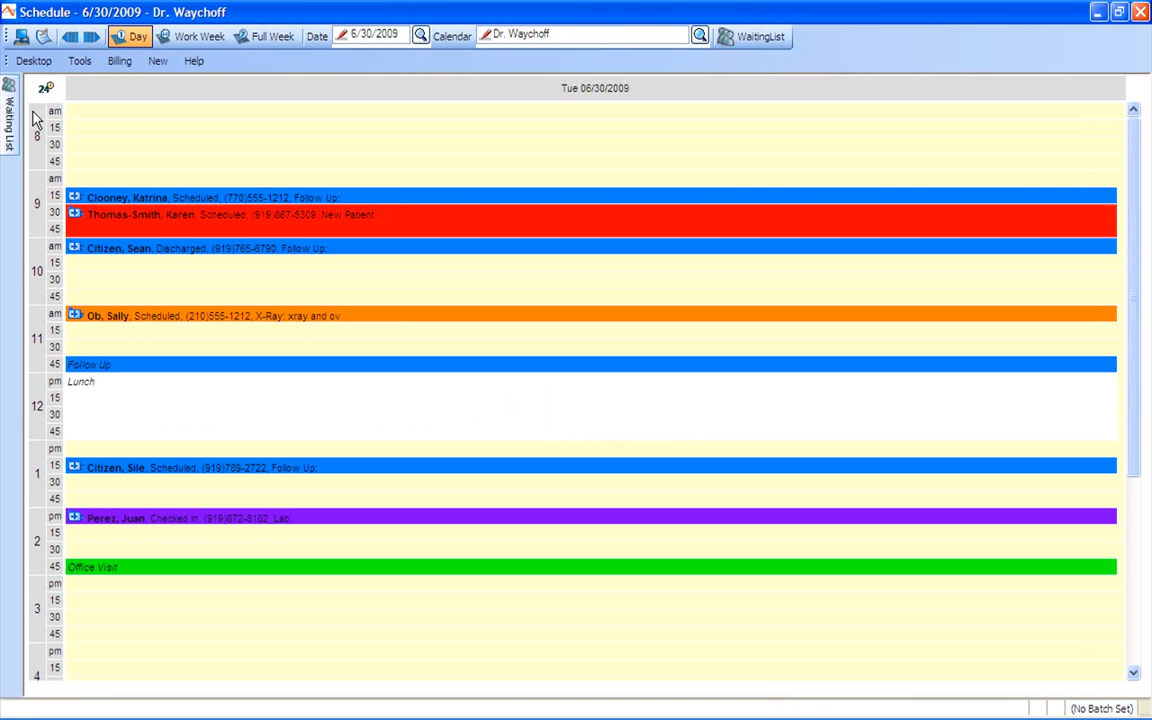 Schedule - 6/30/2009 - Dr. Waychoff
Day Work Week Full Week Date 6/30/2009 Calendar Dr. Waychoff WaitingList
Desktop Tools Billing New Help
Waiting List
24 Tue 06/30/2009
8 am
15
30
45
9 am
15 Clooney, Katrina, Scheduled, (770)555-1212, Follow Up:
30 Thomas-Smith, Karen, Scheduled, (919)867-5309, New Patient
45
10 am Citizen, Sean, Discharged, (919)765-6790, Follow Up:
15
30
45
11 am Ob, Sally, Scheduled, (210)555-1212, X-Ray: xray and ov
15
30
45 Follow Up
12 pm Lunch
15
30
45
1 pm
15 Citizen, Sile, Scheduled, (919)789-2722, Follow Up:
30
45
2 pm Perez, Juan, Checked In, (919)872-8102, Lab:
15
30
45 Office Visit
3 pm
15
30
45
4 pm
15
(No Batch Set)